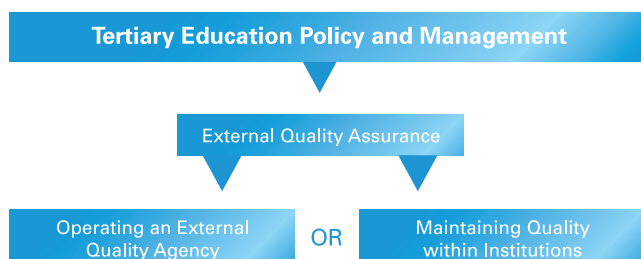 Tertiary Education Policy and Management
External Quality Assurance
Operating an External
Quality Agency
OR
Maintaining Quality
within Institutions